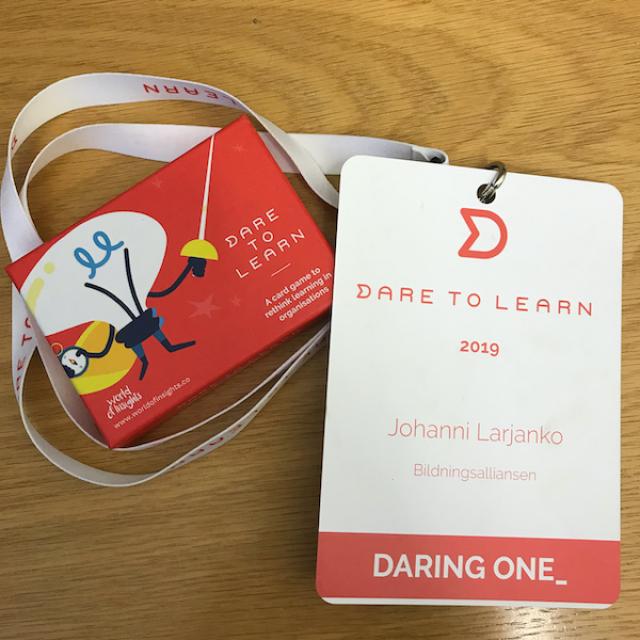 LEARN
DARE
TO
LEARN
A card game to
rethink learning in
organisations
World
of Insights
www.worldofinsights.co
DARE TO LEARN
2019
Johanni Larjanko
Bildningsalliansen
DARING ONE_